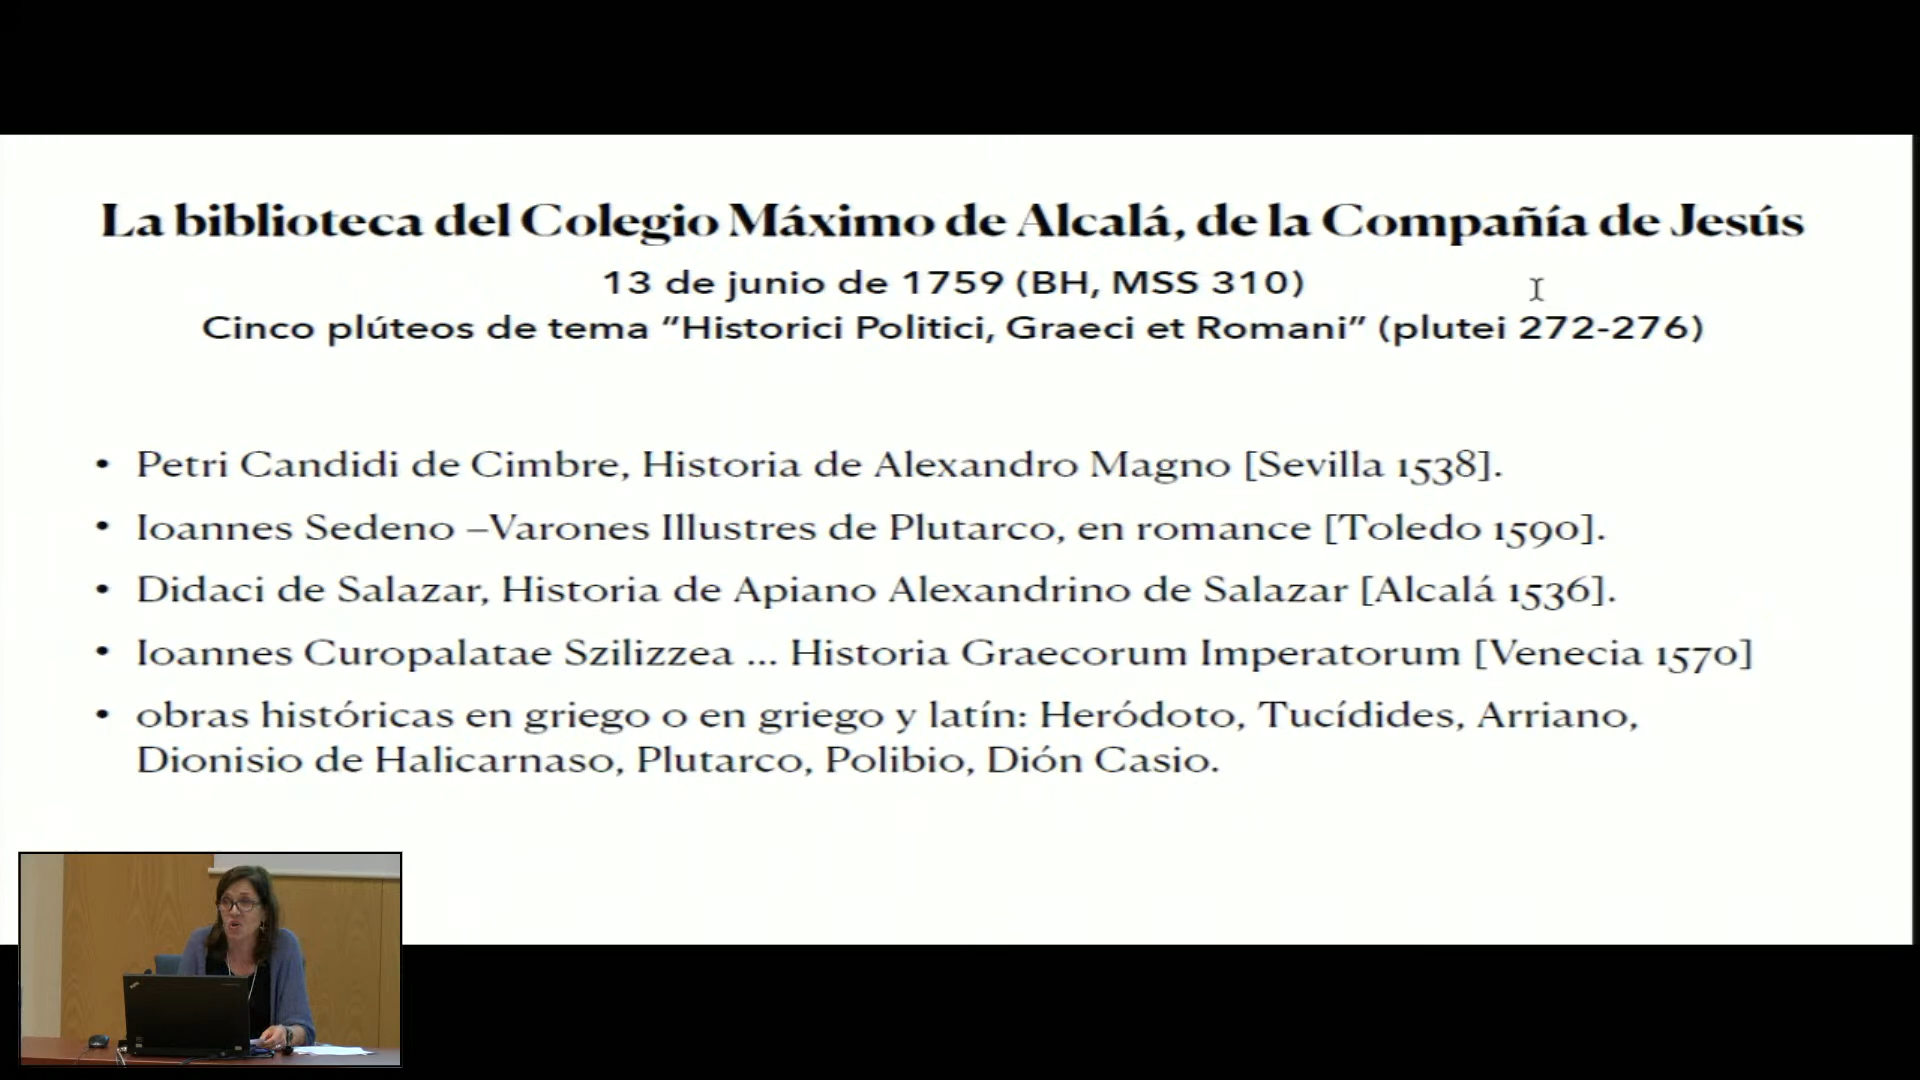 La biblioteca del Colegio Máximo de Alcalá, de la Compañía de Jesús
13 de junio de 1759 (BH, MSS 310)
Cinco plúteos de tema “Historici Politici, Graeci et Romani” (plutei 272-276)
• Petri Candidi de Cimbre, Historia de Alexandro Magno [Sevilla 1538].
• Ioannes Sedeno –Varones Illustres de Plutarco, en romance [Toledo 1590].
• Didaci de Salazar, Historia de Apiano Alexandrino de Salazar [Alcalá 1536].
• Ioannes Curopalatae Szilizzea ... Historia Graecorum Imperatorum [Venecia 1570]
• obras históricas en griego o en griego y latín: Heródoto, Tucídides, Arriano,
Dionisio de Halicarnaso, Plutarco, Polibio, Dión Casio.